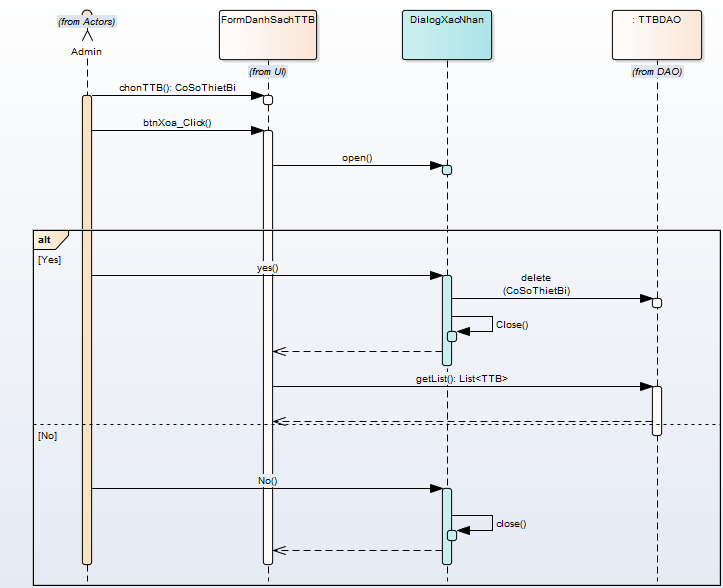 (from Actors)
Admin
FormDanhSachTTB
(from UI)
DialogXacNhan
: TTBDAO
(from DAO)
chonTTB(): CoSoThietBi
btnXoa_Click()
open()
alt
[Yes]
yes()
delete
(CoSoThietBi)
Close()
getList(): List<TTB>
[No]
No()
close()